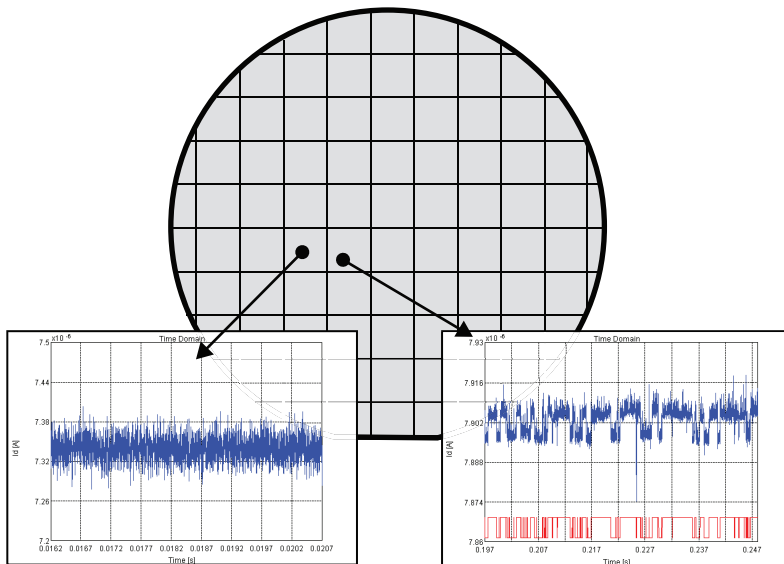 x10 -6
Time Domain
7.5
7.44
7.38
7.32
7.26
7.2
Id [A]
0.0162 0.0167 0.0172 0.0177 0.0182 0.0187 0.0192 0.0197 0.0202 0.0207
Time [s]
x10 -6
Time Domain
7.93
7.916
7.902
7.898
7.874
7.86
Id [A]
0.197 0.207 0.217 0.227 0.237 0.247
Time [s]